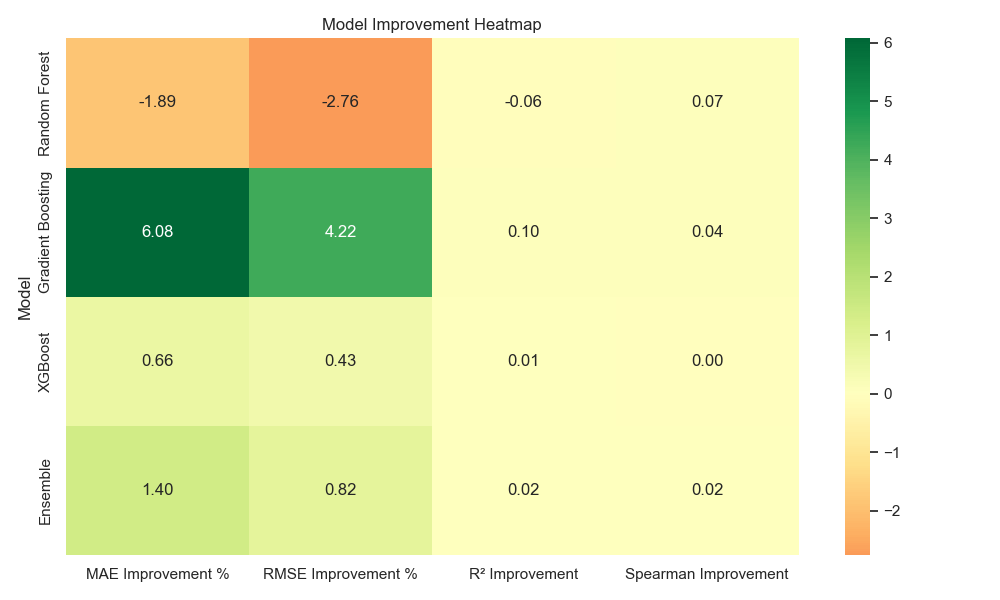 Model Improvement Heatmap
Model
Random Forest
-1.89 -2.76 -0.06 0.07
Gradient Boosting
6.08 4.22 0.10 0.04
XGBoost
0.66 0.43 0.01 0.00
Ensemble
1.40 0.82 0.02 0.02
MAE Improvement % RMSE Improvement % R² Improvement Spearman Improvement
6
5
4
3
2
1
0
−1
−2